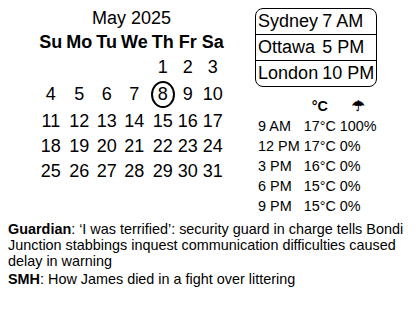 May 2025
Su Mo Tu We Th Fr Sa
1 2 3
4 5 6 7 8 9 10
11 12 13 14 15 16 17
18 19 20 21 22 23 24
25 26 27 28 29 30 31
Sydney 7 AM
Ottawa 5 PM
London 10 PM
°C ☂
9 AM 17°C 100%
12 PM 17°C 0%
3 PM 16°C 0%
6 PM 15°C 0%
9 PM 15°C 0%
Guardian: ‘I was terrified’: security guard in charge tells Bondi
Junction stabbings inquest communication difficulties caused
delay in warning
SMH: How James died in a fight over littering